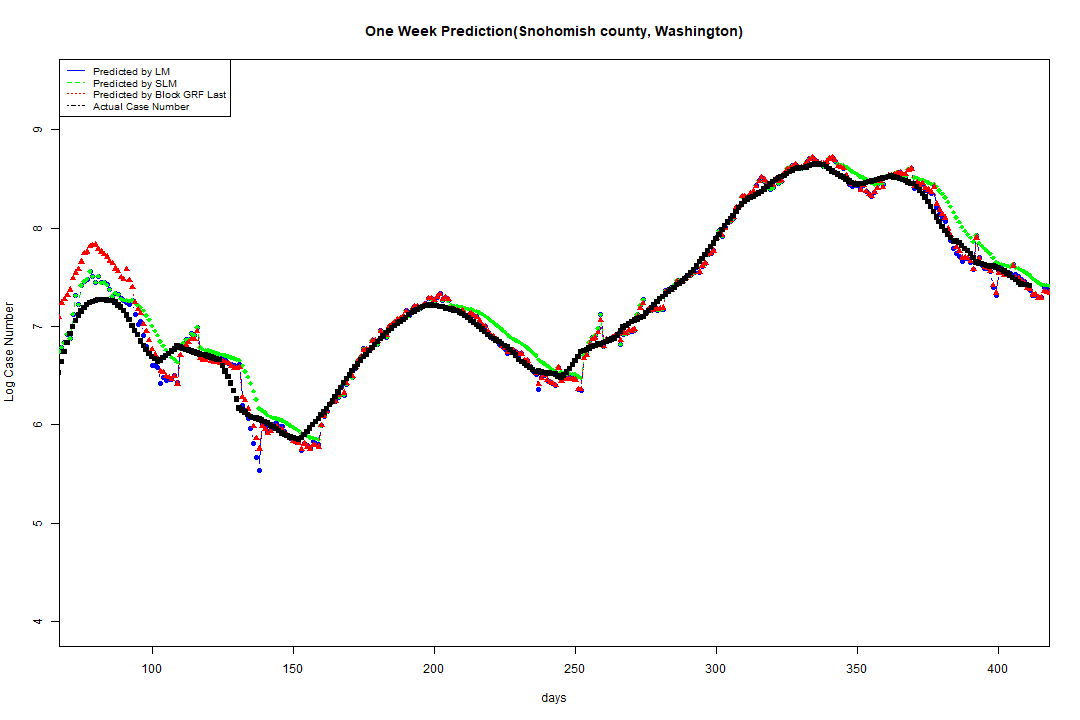 One Week Prediction(Snohomish county, Washington)
Predicted by LM
Predicted by SLM
Predicted by Block GRF Last
Actual Case Number
9
8
7
6
5
4
Log Case Number
100 150 200 250 300 350 400
days